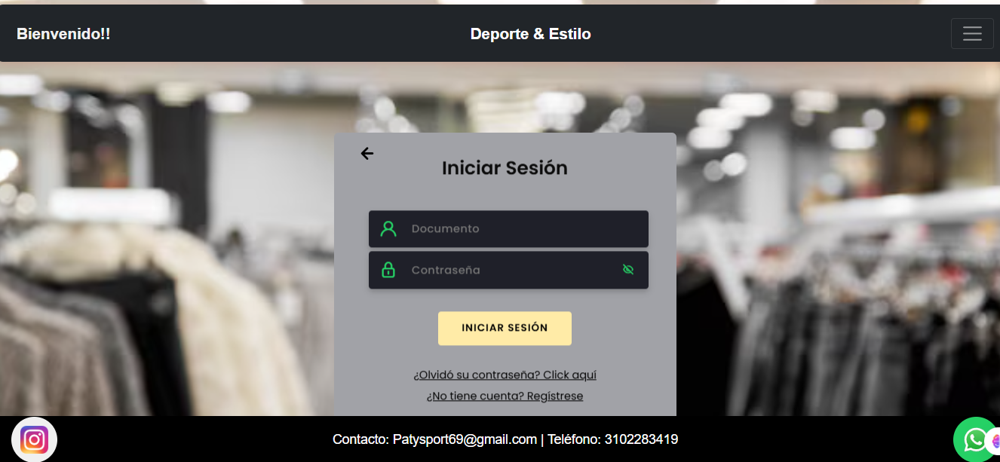 Bienvenido!!
Deporte & Estilo
Iniciar Sesión
Documento
Contraseña
INICIAR SESIÓN
¿Olvidó su contraseña? Click aquí
¿No tiene cuenta? Regístrese
Contacto: Patysport69@gmail.com | Teléfono: 3102283419